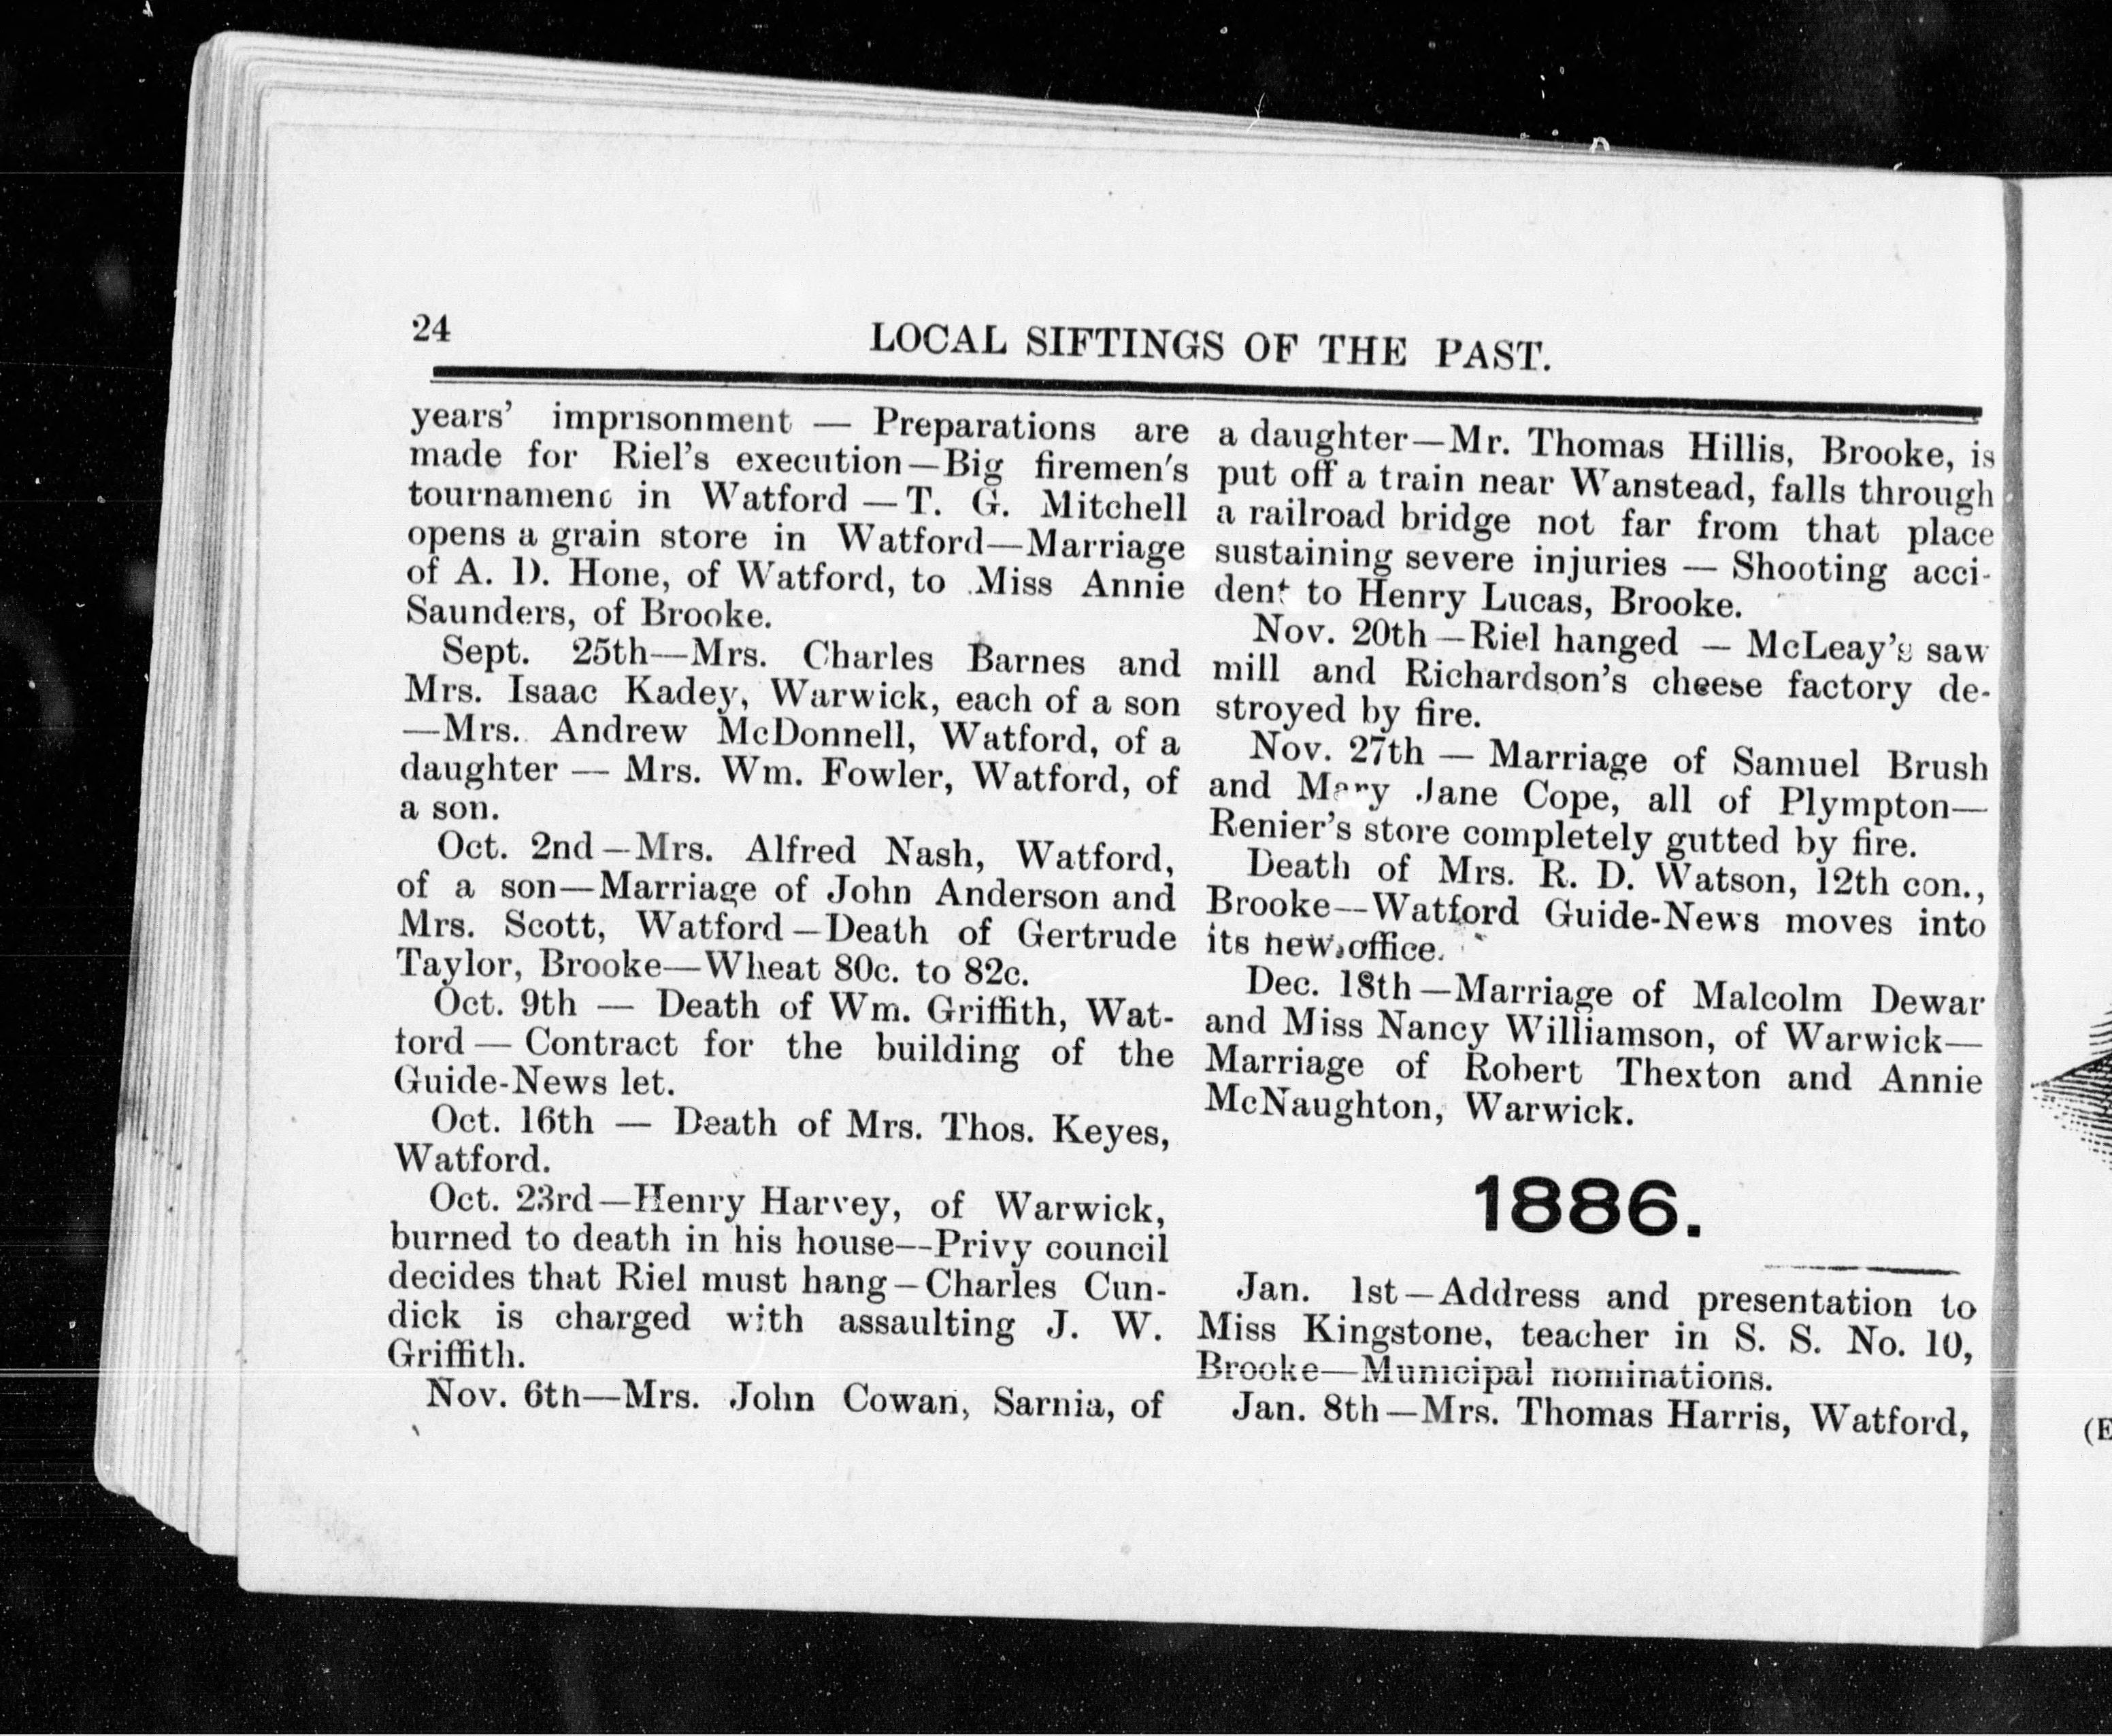 24
LOCAL SIFTINGS OF THE PAST.
years' imprisonment — Preparations are
made for Riel's execution—Big firemen's
tournament in Watford —T. G. Mitchell
opens a grain store in Watford—Marriage
of A. D. Hone, of Watford, to Miss Annie
Saunders, of Brooke.
Sept. 25th—Mrs. Charles Barnes and
Mrs. Isaac Kadey, Warwick, each of a son
—Mrs. Andrew McDonnell, Watford, of a
daughter — Mrs. Wm. Fowler, Watford, of
a son.
Oct. 2nd—Mrs. Alfred Nash, Watford,
of a son—Marriage of John Anderson and
Mrs. Scott, Watford—Death of Gertrude
Taylor, Brooke—Wheat 80c. to 82c.
Oct. 9th — Death of Wm. Griffith, Wat-
ford — Contract for the building of the
Guide-News let.
Oct. 16th — Death of Mrs. Thos. Keyes,
Watford.
Oct. 23rd—Henry Harvey, of Warwick,
burned to death in his house—Privy council
decides that Riel must hang—Charles Cun-
dick is charged with assaulting J. W.
Griffith.
Nov. 6th—Mrs. John Cowan, Sarnia, of
a daughter—Mr. Thomas Hillis, Brooke, is
put off a train near Wanstead, falls through
a railroad bridge not far from that place
sustaining severe injuries — Shooting acci-
dent to Henry Lucas, Brooke.
Nov. 20th—Riel hanged — McLeay's saw
mill and Richardson's cheese factory de-
stroyed by fire.
Nov. 27th — Marriage of Samuel Brush
and Mary Jane Cope, all of Plympton—
Renier's store completely gutted by fire.
Death of Mrs. R. D. Watson, 12th con.,
Brooke—Watford Guide-News moves into
its new office.
Dec. 18th—Marriage of Malcolm Dewar
and Miss Nancy Williamson, of Warwick—
Marriage of Robert Thexton and Annie
McNaughton, Warwick.
1886.
Jan. 1st—Address and presentation to
Miss Kingstone, teacher in S. S. No. 10,
Brooke—Municipal nominations.
Jan. 8th—Mrs. Thomas Harris, Watford,
(E